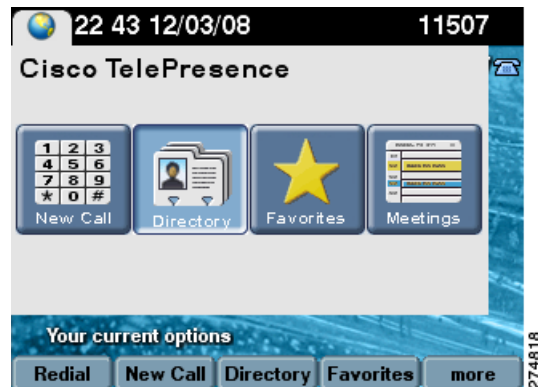 22 43 12/03/08 11507
Cisco TelePresence
1 2 3
4 5 6
7 8 9
* 0 #
New Call Directory Favorites Meetings
Your current options
Redial New Call Directory Favorites more
274818